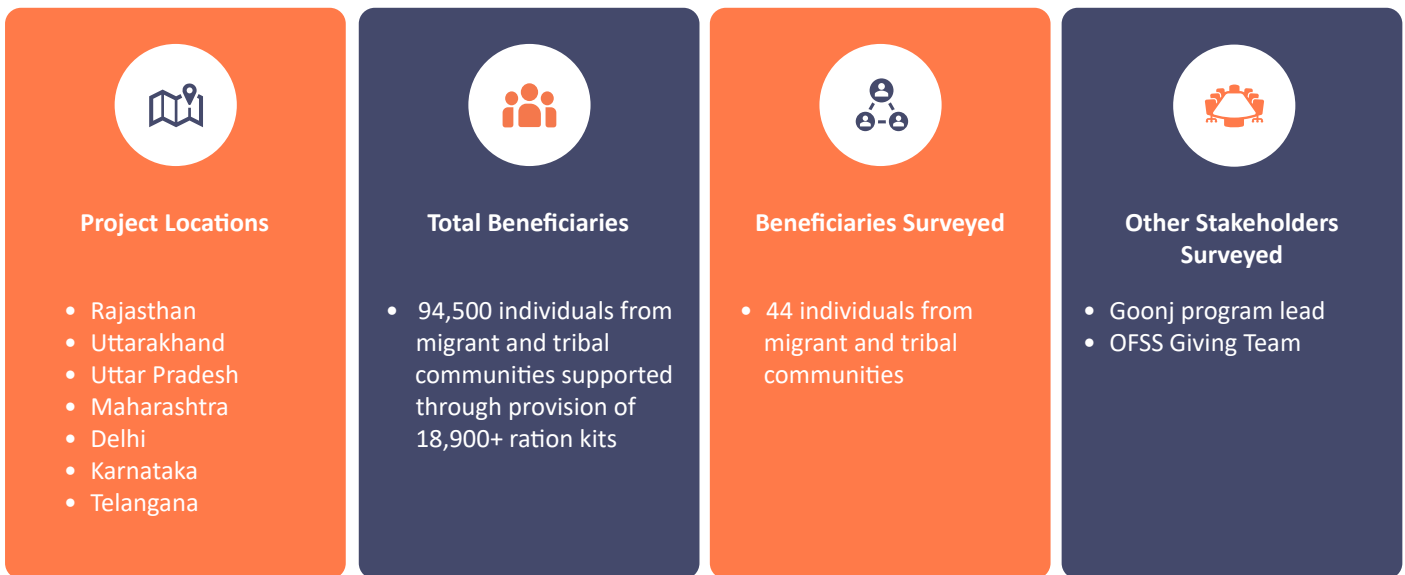 Project Locations
• Rajasthan
• Uttarakhand
• Uttar Pradesh
• Maharashtra
• Delhi
• Karnataka
• Telangana
Total Beneficiaries
• 94,500 individuals from
migrant and tribal
communities supported
through provision of
18,900+ ration kits
Beneficiaries Surveyed
• 44 individuals from
migrant and tribal
communities
Other Stakeholders
Surveyed
• Goonj program lead
• OFSS Giving Team